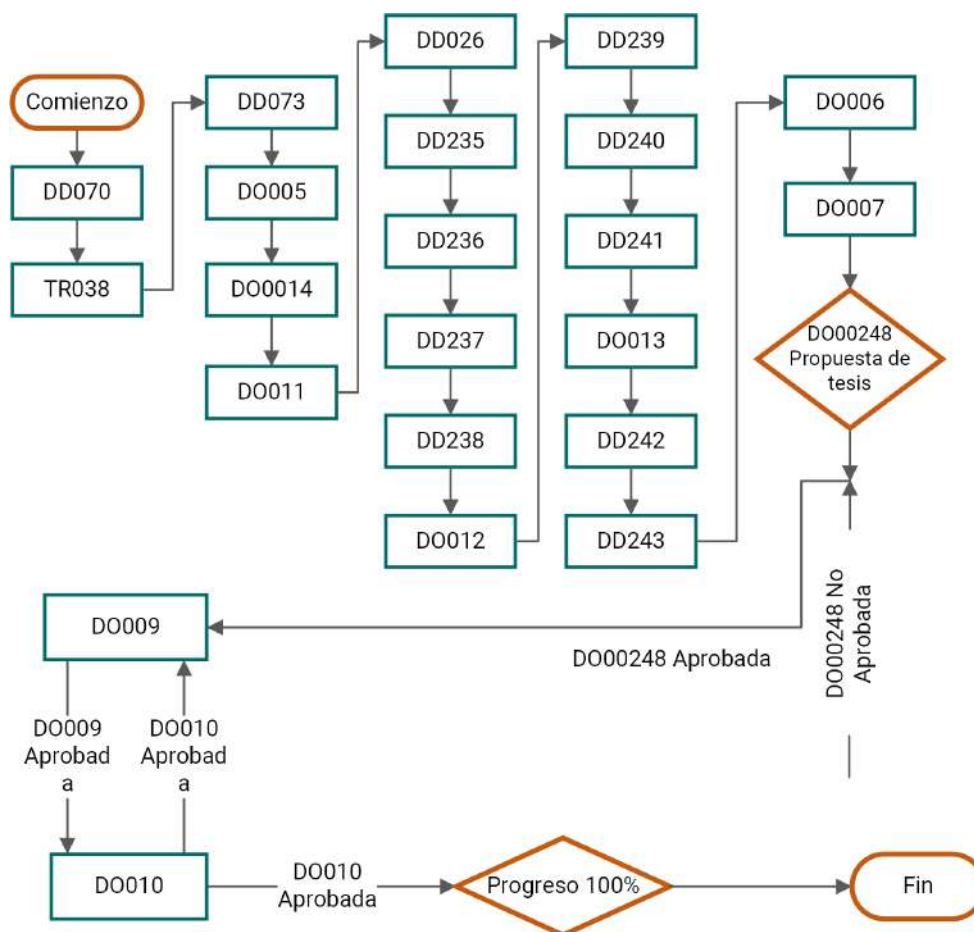 Comienzo
DD070
TR038
DD073
DO005
DO0014
DO011
DD026
DD235
DD236
DD237
DD238
DO012
DD239
DD240
DD241
DO013
DD242
DD243
DO006
DO007
DO00248
Propuesta de
tesis
DO00248 No
Aprobada
DO00248 Aprobada
DO009
DO009
Aprobad
a
DO010
Aprobad
a
DO010
DO010
Aprobada
Progreso 100%
Fin